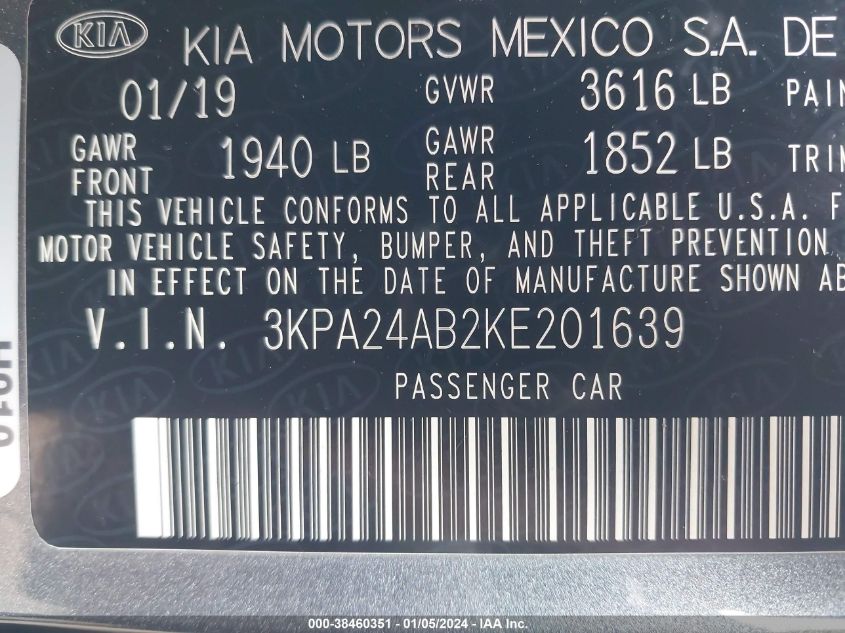 KIA KIA MOTORS MEXICO S.A. DE
01/19 GVWR 3616 LB PAIN
GAWR FRONT 1940 LB GAWR REAR 1852 LB TRIM
THIS VEHICLE CONFORMS TO ALL APPLICABLE U.S.A. F
MOTOR VEHICLE SAFETY, BUMPER, AND THEFT PREVENTION
IN EFFECT ON THE DATE OF MANUFACTURE SHOWN AB
V.I.N. 3KPA24AB2KE201639
PASSENGER CAR
000-38460351 - 01/05/2024 - IAA Inc.